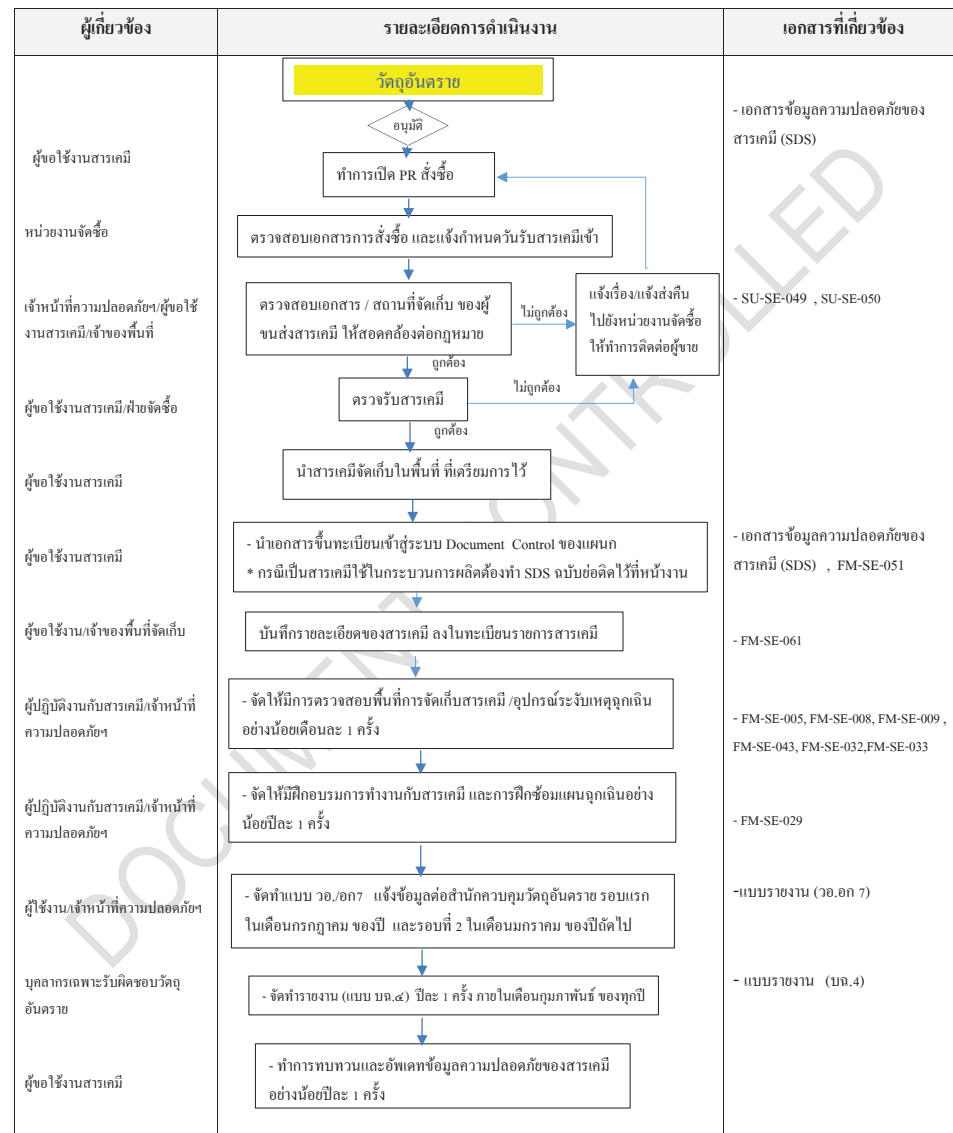 ผู้เกี่ยวข้อง
รายละเอียดการดำเนินงาน
เอกสารที่เกี่ยวข้อง
วัตถุอันตราย
- เอกสารข้อมูลความปลอดภัยของ
สารเคมี (SDS)
อนุมัติ
ผู้ขอใช้งานสารเคมี
ทำการเปิด PR สั่งซื้อ
หน่วยงานจัดซื้อ
ตรวจสอบเอกสารการสั่งซื้อ และแจ้งกำหนดวันรับสารเคมีเข้า
เจ้าหน้าที่ความปลอดภัยฯ/ผู้ขอใช้
งานสารเคมี/เจ้าของพื้นที่
ตรวจสอบเอกสาร / สถานที่จัดเก็บ ของผู้
ขนส่งสารเคมี ให้สอดคล้องต่อกฎหมาย
ไม่ถูกต้อง
แจ้งเรื่อง/แจ้งส่งคืน
ไปยังหน่วยงานจัดซื้อ
ให้ทำการติดต่อผู้ขาย
- SU-SE-049 , SU-SE-050
ถูกต้อง
ผู้ขอใช้งานสารเคมี/ฝ่ายจัดซื้อ
ตรวจรับสารเคมี
ไม่ถูกต้อง
ถูกต้อง
ผู้ขอใช้งานสารเคมี
นำสารเคมีจัดเก็บในพื้นที่ ที่เตรียมการไว้
ผู้ขอใช้งานสารเคมี
- นำเอกสารขึ้นทะเบียนเข้าสู่ระบบ Document Control ของแผนก
* กรณีเป็นสารเคมีใช้ในกระบวนการผลิตต้องทำ SDS ฉบับย่อติดไว้ที่หน้างาน
- เอกสารข้อมูลความปลอดภัยของ
สารเคมี (SDS) , FM-SE-051
ผู้ขอใช้งาน/เจ้าของพื้นที่จัดเก็บ
บันทึกรายละเอียดของสารเคมี ลงในทะเบียนรายการสารเคมี
- FM-SE-061
ผู้ปฏิบัติงานกับสารเคมี/เจ้าหน้าที่
ความปลอดภัยฯ
- จัดให้มีการตรวจสอบพื้นที่การจัดเก็บสารเคมี /อุปกรณ์ระงับเหตุฉุกเฉิน
อย่างน้อยเดือนละ 1 ครั้ง
- FM-SE-005, FM-SE-008, FM-SE-009 ,
FM-SE-043, FM-SE-032,FM-SE-033
ผู้ปฏิบัติงานกับสารเคมี/เจ้าหน้าที่
ความปลอดภัยฯ
- จัดให้มีฝึกอบรมการทำงานกับสารเคมี และการฝึกซ้อมแผนฉุกเฉินอย่าง
น้อยปีละ 1 ครั้ง
- FM-SE-029
ผู้ใช้งาน/เจ้าหน้าที่ความปลอดภัยฯ
- จัดทำแบบ วอ./อก7 แจ้งข้อมูลต่อสำนักควบคุมวัตถุอันตราย รอบแรก
ในเดือนกรกฎาคม ของปี และรอบที่ 2 ในเดือนมกราคม ของปีถัดไป
-แบบรายงาน (วอ.อก 7)
บุคลากรเฉพาะรับผิดชอบวัตถุ
อันตราย
- จัดทำรายงาน (แบบ บฉ.๔) ปีละ 1 ครั้ง ภายในเดือนกุมภาพันธ์ ของทุกปี
- แบบรายงาน (บฉ.4)
ผู้ขอใช้งานสารเคมี
- ทำการทบทวนและอัพเดทข้อมูลความปลอดภัยของสารเคมี
อย่างน้อยปีละ 1 ครั้ง